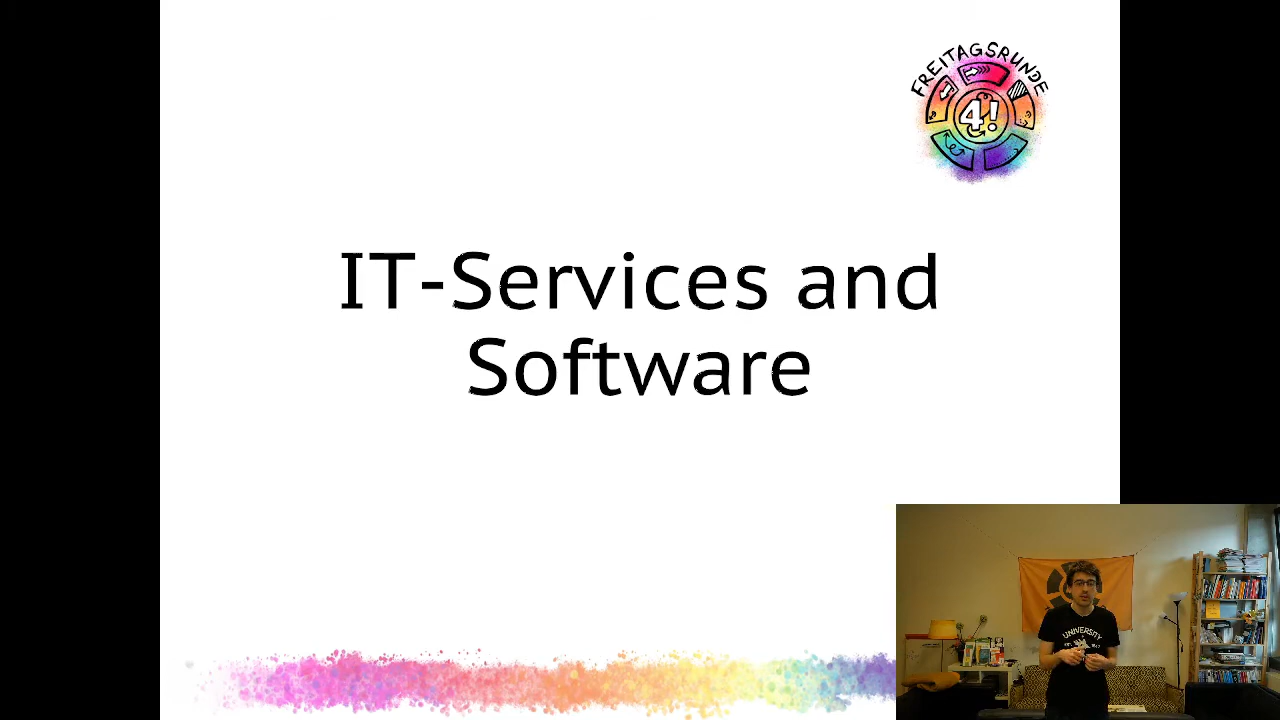 FREITAGSRUNDE
4!
IT-Services and
Software
UNIVERSITY